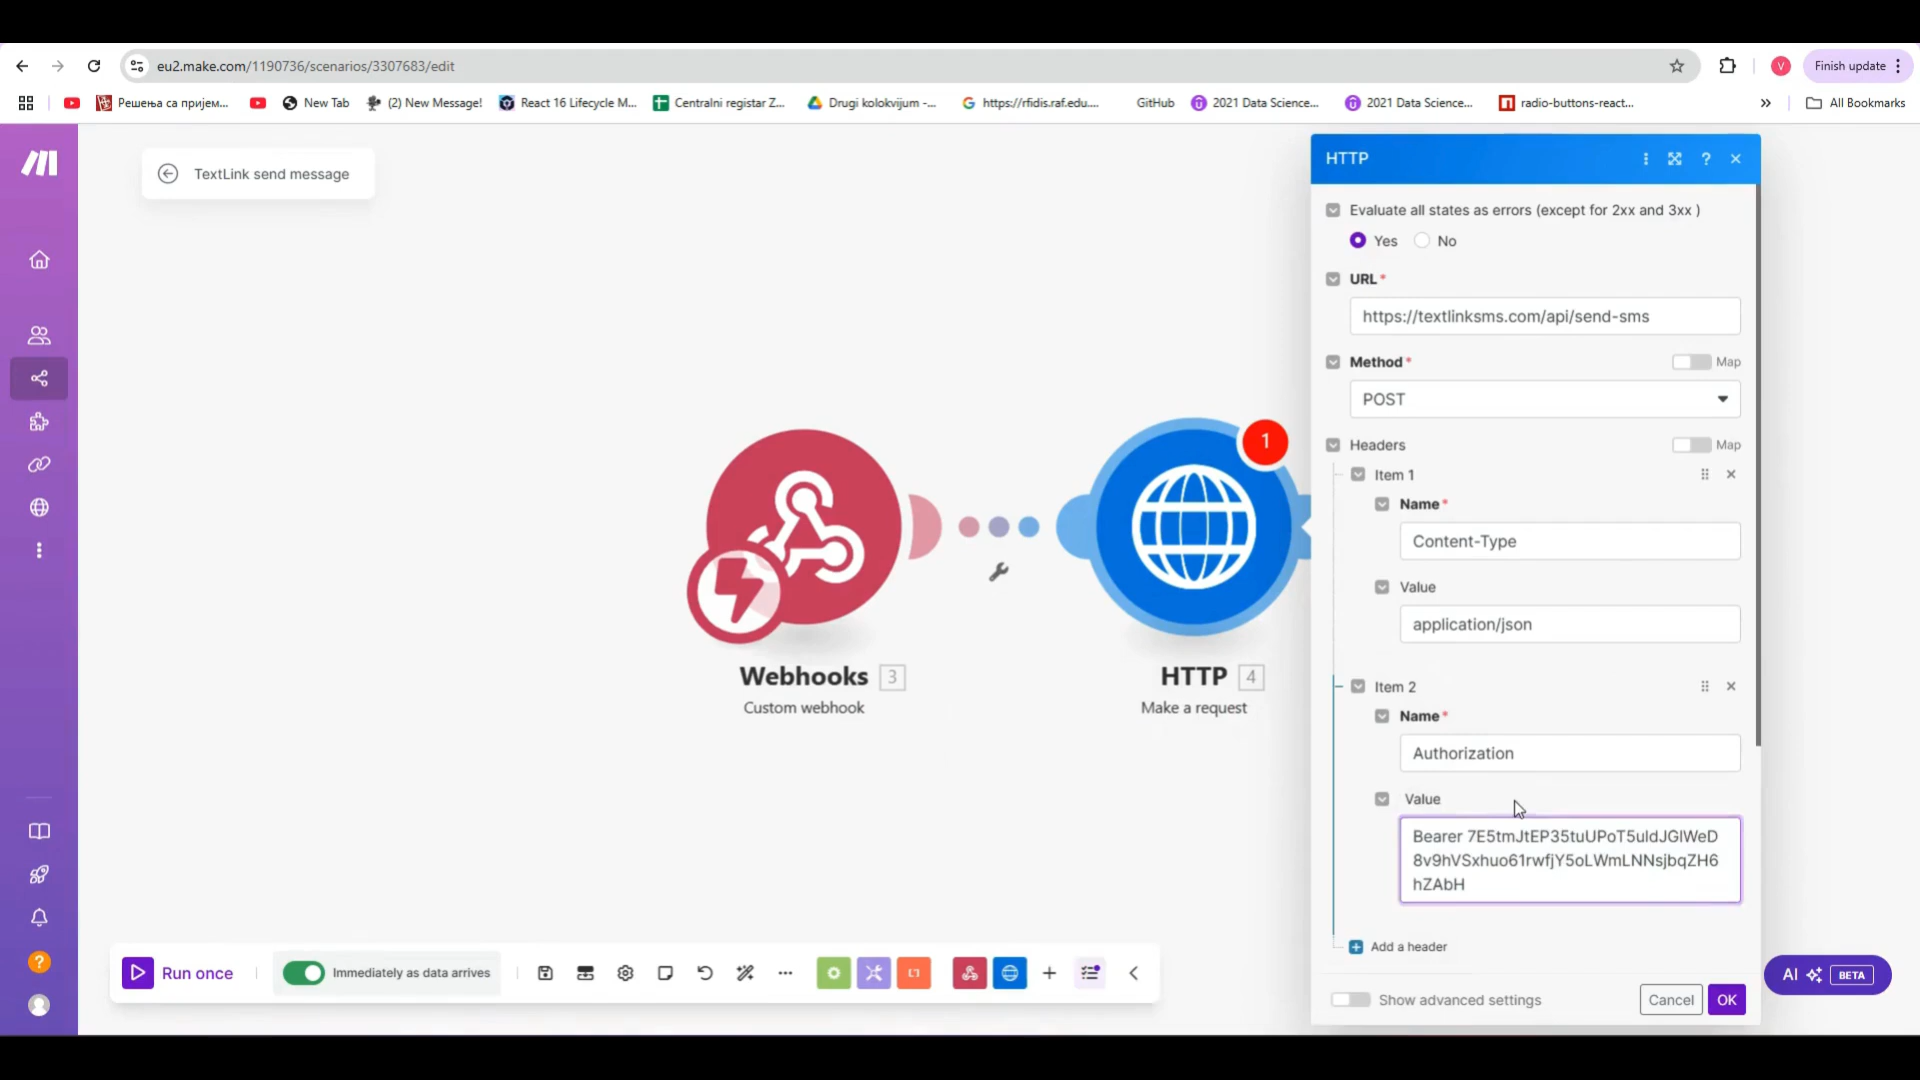 eu2.make.com/1190736/scenarios/3307683/edit
V
Finish update
Решења са пријем...
New Tab
(2) New Message!
React 16 Lifecycle M...
Centralni registar Z...
Drugi kolokvijum -...
https://rfidis.raf.edu....
GitHub
2021 Data Science...
2021 Data Science...
radio-buttons-react...
»
All Bookmarks
TextLink send message
HTTP
?
Evaluate all states as errors (except for 2xx and 3xx )
Yes
No
URL*
https://textlinksms.com/api/send-sms
Method*
Map
POST
Headers
Map
Item 1
Name*
Content-Type
Value
application/json
Item 2
Name*
Authorization
Value
Bearer 7E5tmJtEP35tuUPoT5uldJGlWeD
8v9hVSxhuo61rwfjY5oLWmLNNsjbqZH6
hZAbH
Add a header
Show advanced settings
Cancel
OK
1
Webhooks 3
Custom webhook
HTTP 4
Make a request
Run once
Immediately as data arrives
AI
BETA
?